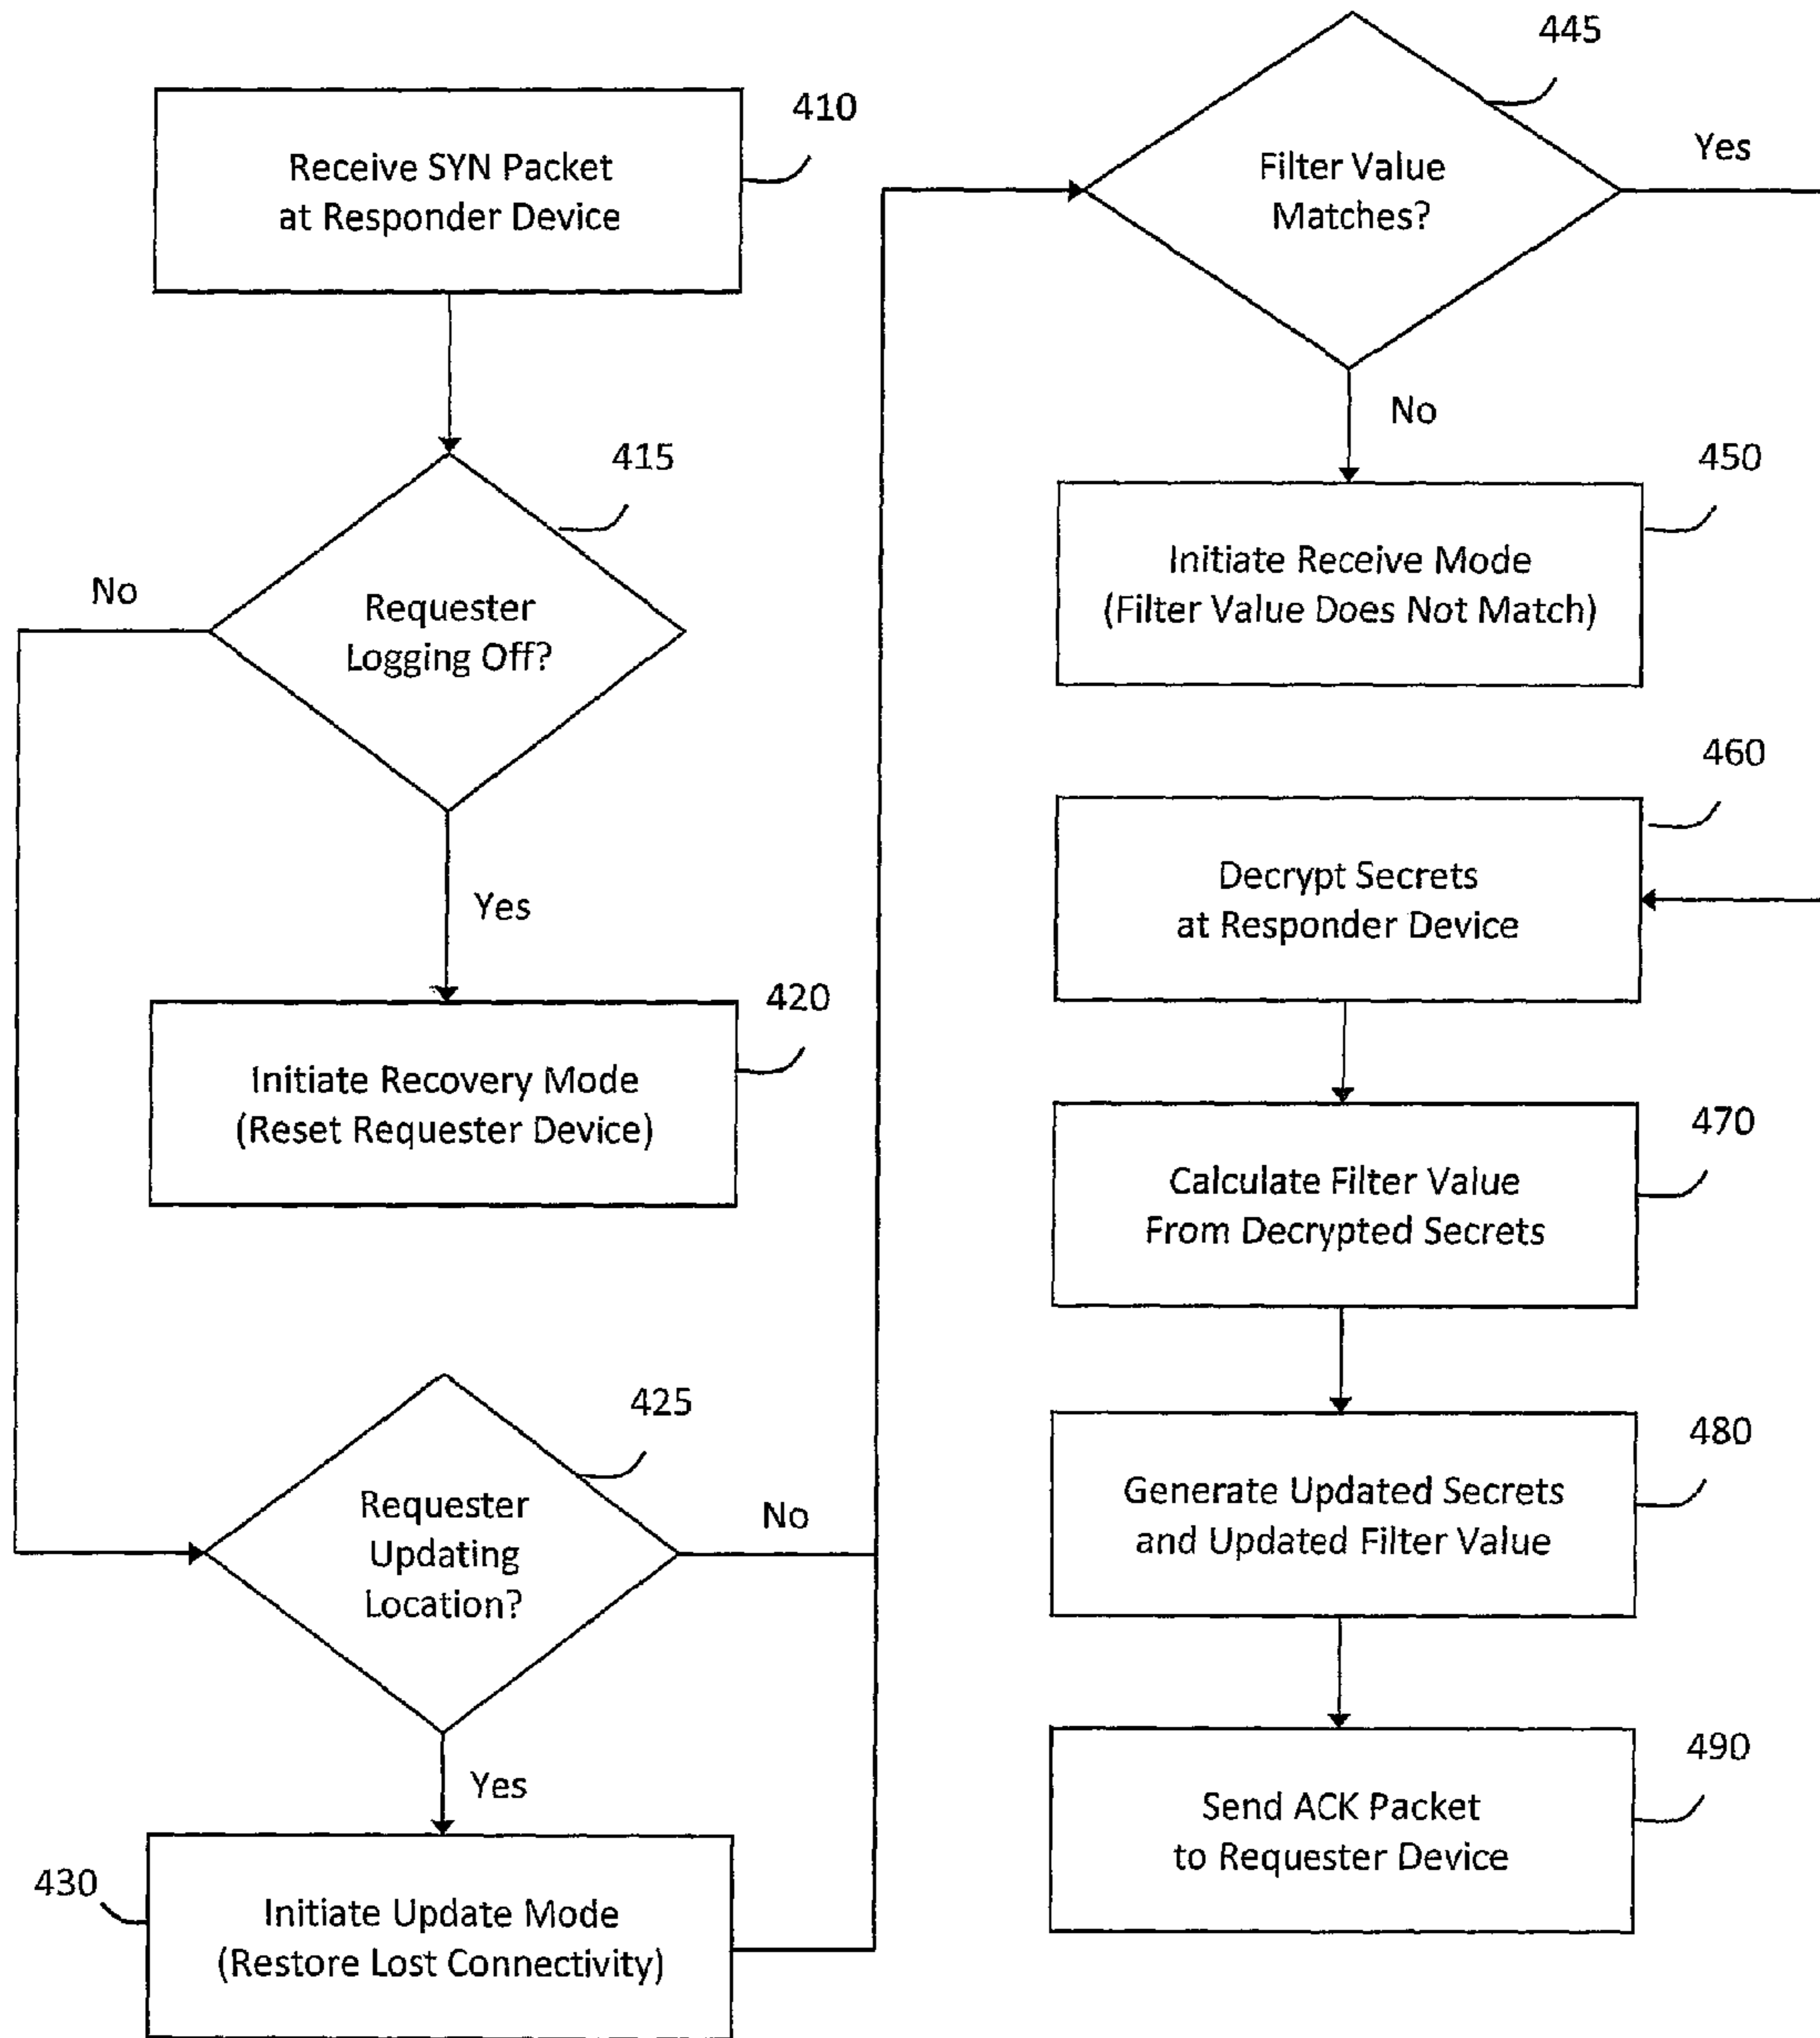 410
Receive SYN Packet
at Responder Device
415
No
Requester
Logging Off?
Yes
420
Initiate Recovery Mode
(Reset Requester Device)
425
Requester
Updating
Location?
No
Yes
430
Initiate Update Mode
(Restore Lost Connectivity)
445
Filter Value
Matches?
Yes
No
450
Initiate Receive Mode
(Filter Value Does Not Match)
460
Decrypt Secrets
at Responder Device
470
Calculate Filter Value
From Decrypted Secrets
480
Generate Updated Secrets
and Updated Filter Value
490
Send ACK Packet
to Requester Device